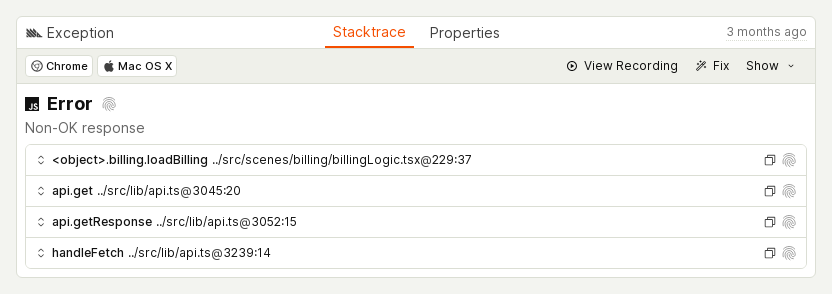 Exception Stacktrace Properties 3 months ago
Chrome Mac OS X View Recording Fix Show
JS Error
Non-OK response
<object>.billing.loadBilling ../src/scenes/billing/billingLogic.tsx@229:37
api.get ../src/lib/api.ts@3045:20
api.getResponse ../src/lib/api.ts@3052:15
handleFetch ../src/lib/api.ts@3239:14